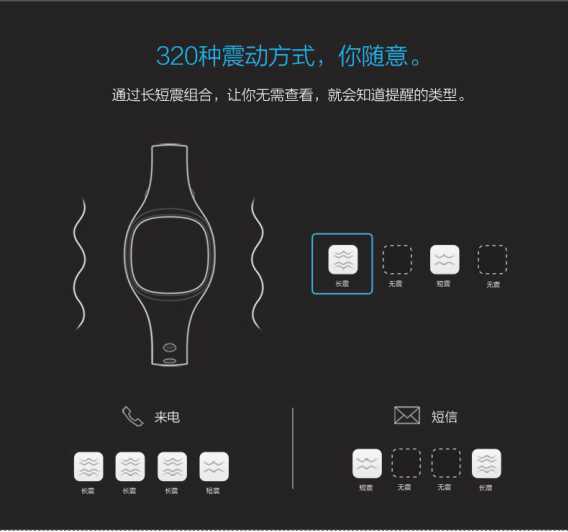 320种震动方式，你随意。
通过长短震组合，让你无需查看，就会知道提醒的类型。
长震 无震 短震 无震
来电
长震 长震 长震 短震
短信
短震 无震 无震 长震